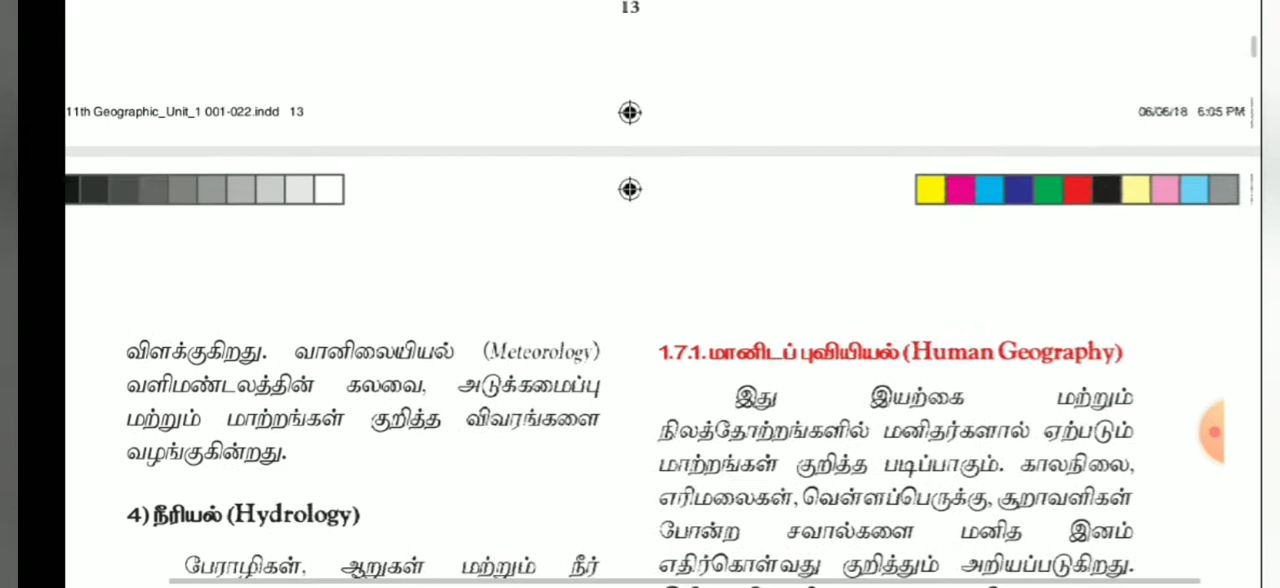 13
11th Geographic_Unit_1 001-022.indd 13
06/06/18 6:05 PM
விளக்குகிறது. வானிலையியல் (Meteorology)
வளிமண்டலத்தின் கலவை, அடுக்கமைப்பு
மற்றும் மாற்றங்கள் குறித்த விவரங்களை
வழங்குகின்றது.
4) நீரியல் (Hydrology)
பேராழிகள், ஆறுகள் மற்றும் நீர்
1.7.1. மானிடப் புவியியல் (Human Geography)
இது இயற்கை மற்றும்
நிலத்தோற்றங்களில் மனிதர்களால் ஏற்படும்
மாற்றங்கள் குறித்த படிப்பாகும். காலநிலை,
எரிமலைகள், வெள்ளப்பெருக்கு, சூறாவளிகள்
போன்ற சவால்களை மனித இனம்
எதிர்கொள்வது குறித்தும் அறியப்படுகிறது.